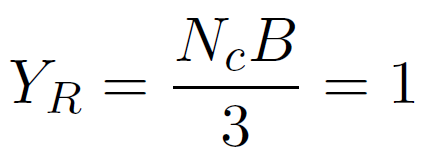 Y_R = \frac{N_c B}{3} = 1